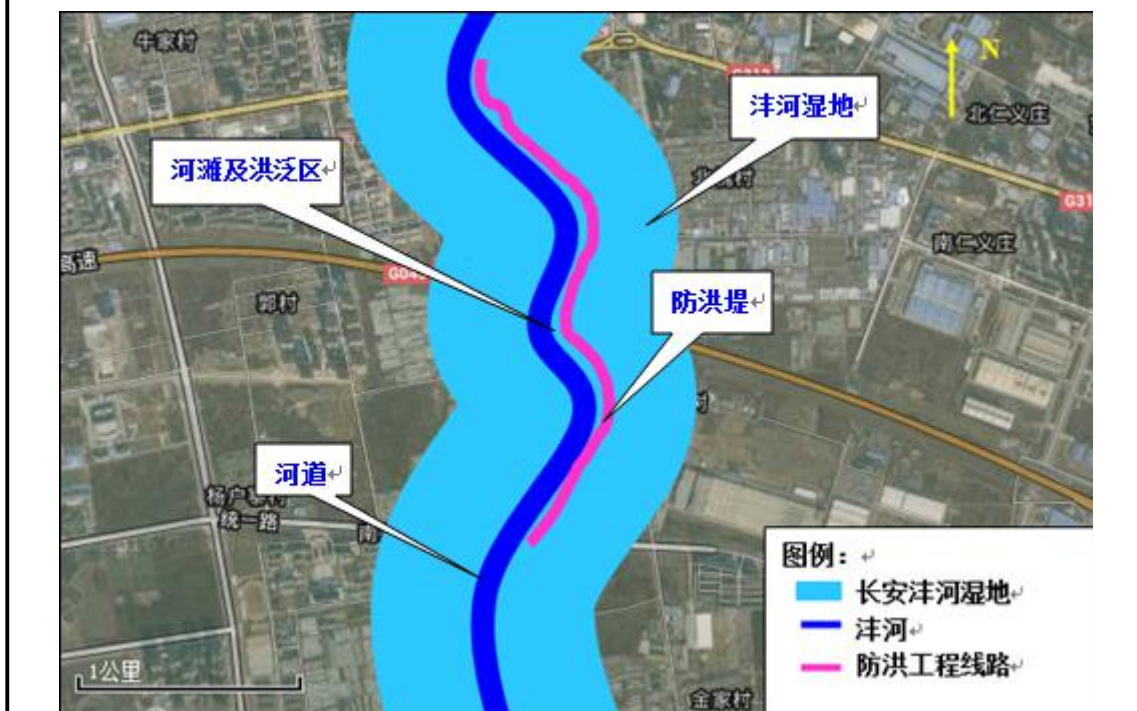 牛家村
N
G312
沣河湿地
北仁义庄
河滩及洪泛区
G31
南仁义庄
高速
郭村
防洪堤
河道
统一路
南
图例：
长安沣河湿地
沣河
防洪工程线路
1公里
金家村